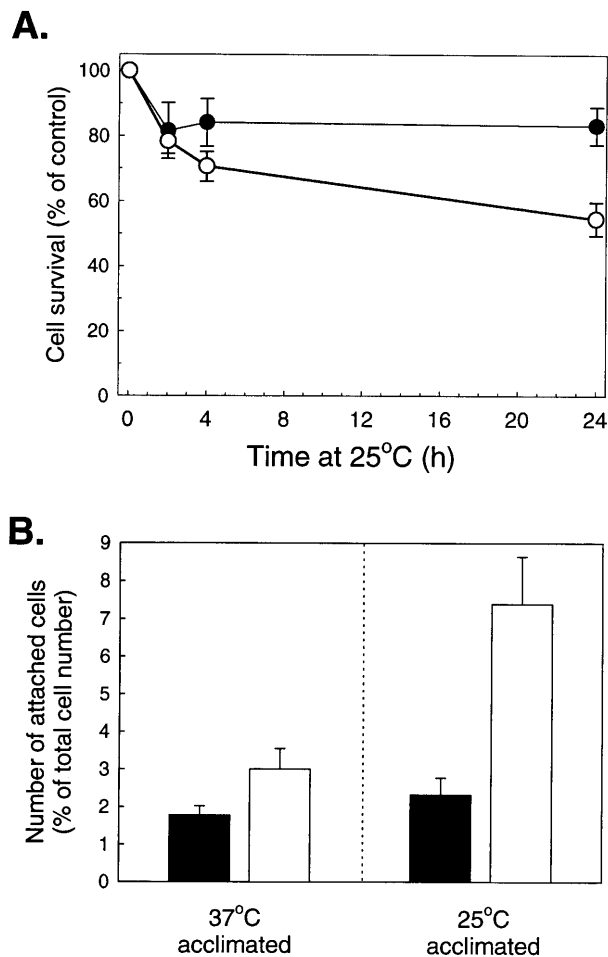 A.
Cell survival (% of control)
100
80
60
40
20
0
0 4 8 12 16 20 24
Time at 25°C (h)
B.
Number of attached cells
(% of total cell number)
9
8
7
6
5
4
3
2
1
0
37°C
acclimated
25°C
acclimated